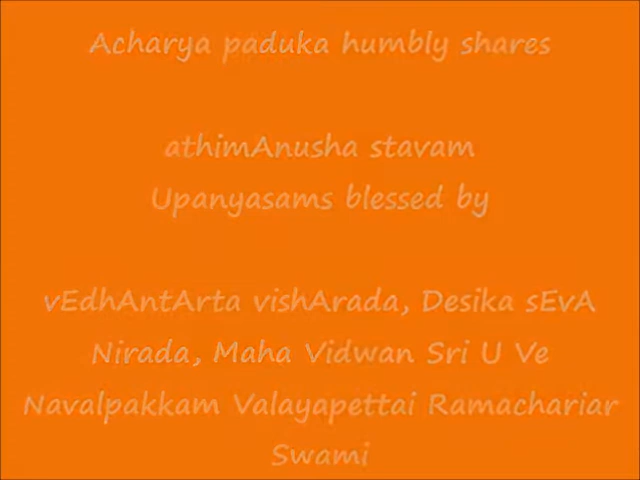 Acharya paduka humbly shares
athimAnusha stavam
Upanyasams blessed by
vEdhAntArta vishArada, Desika sEvA
Nirada, Maha Vidwan Sri U Ve
Navalpakkam Valayapettai Ramachariar
Swami